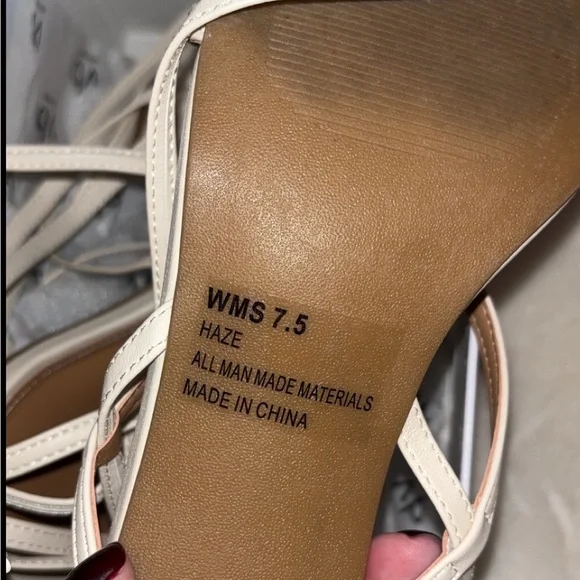 WMS 7.5
HAZE
ALL MAN MADE MATERIALS
MADE IN CHINA